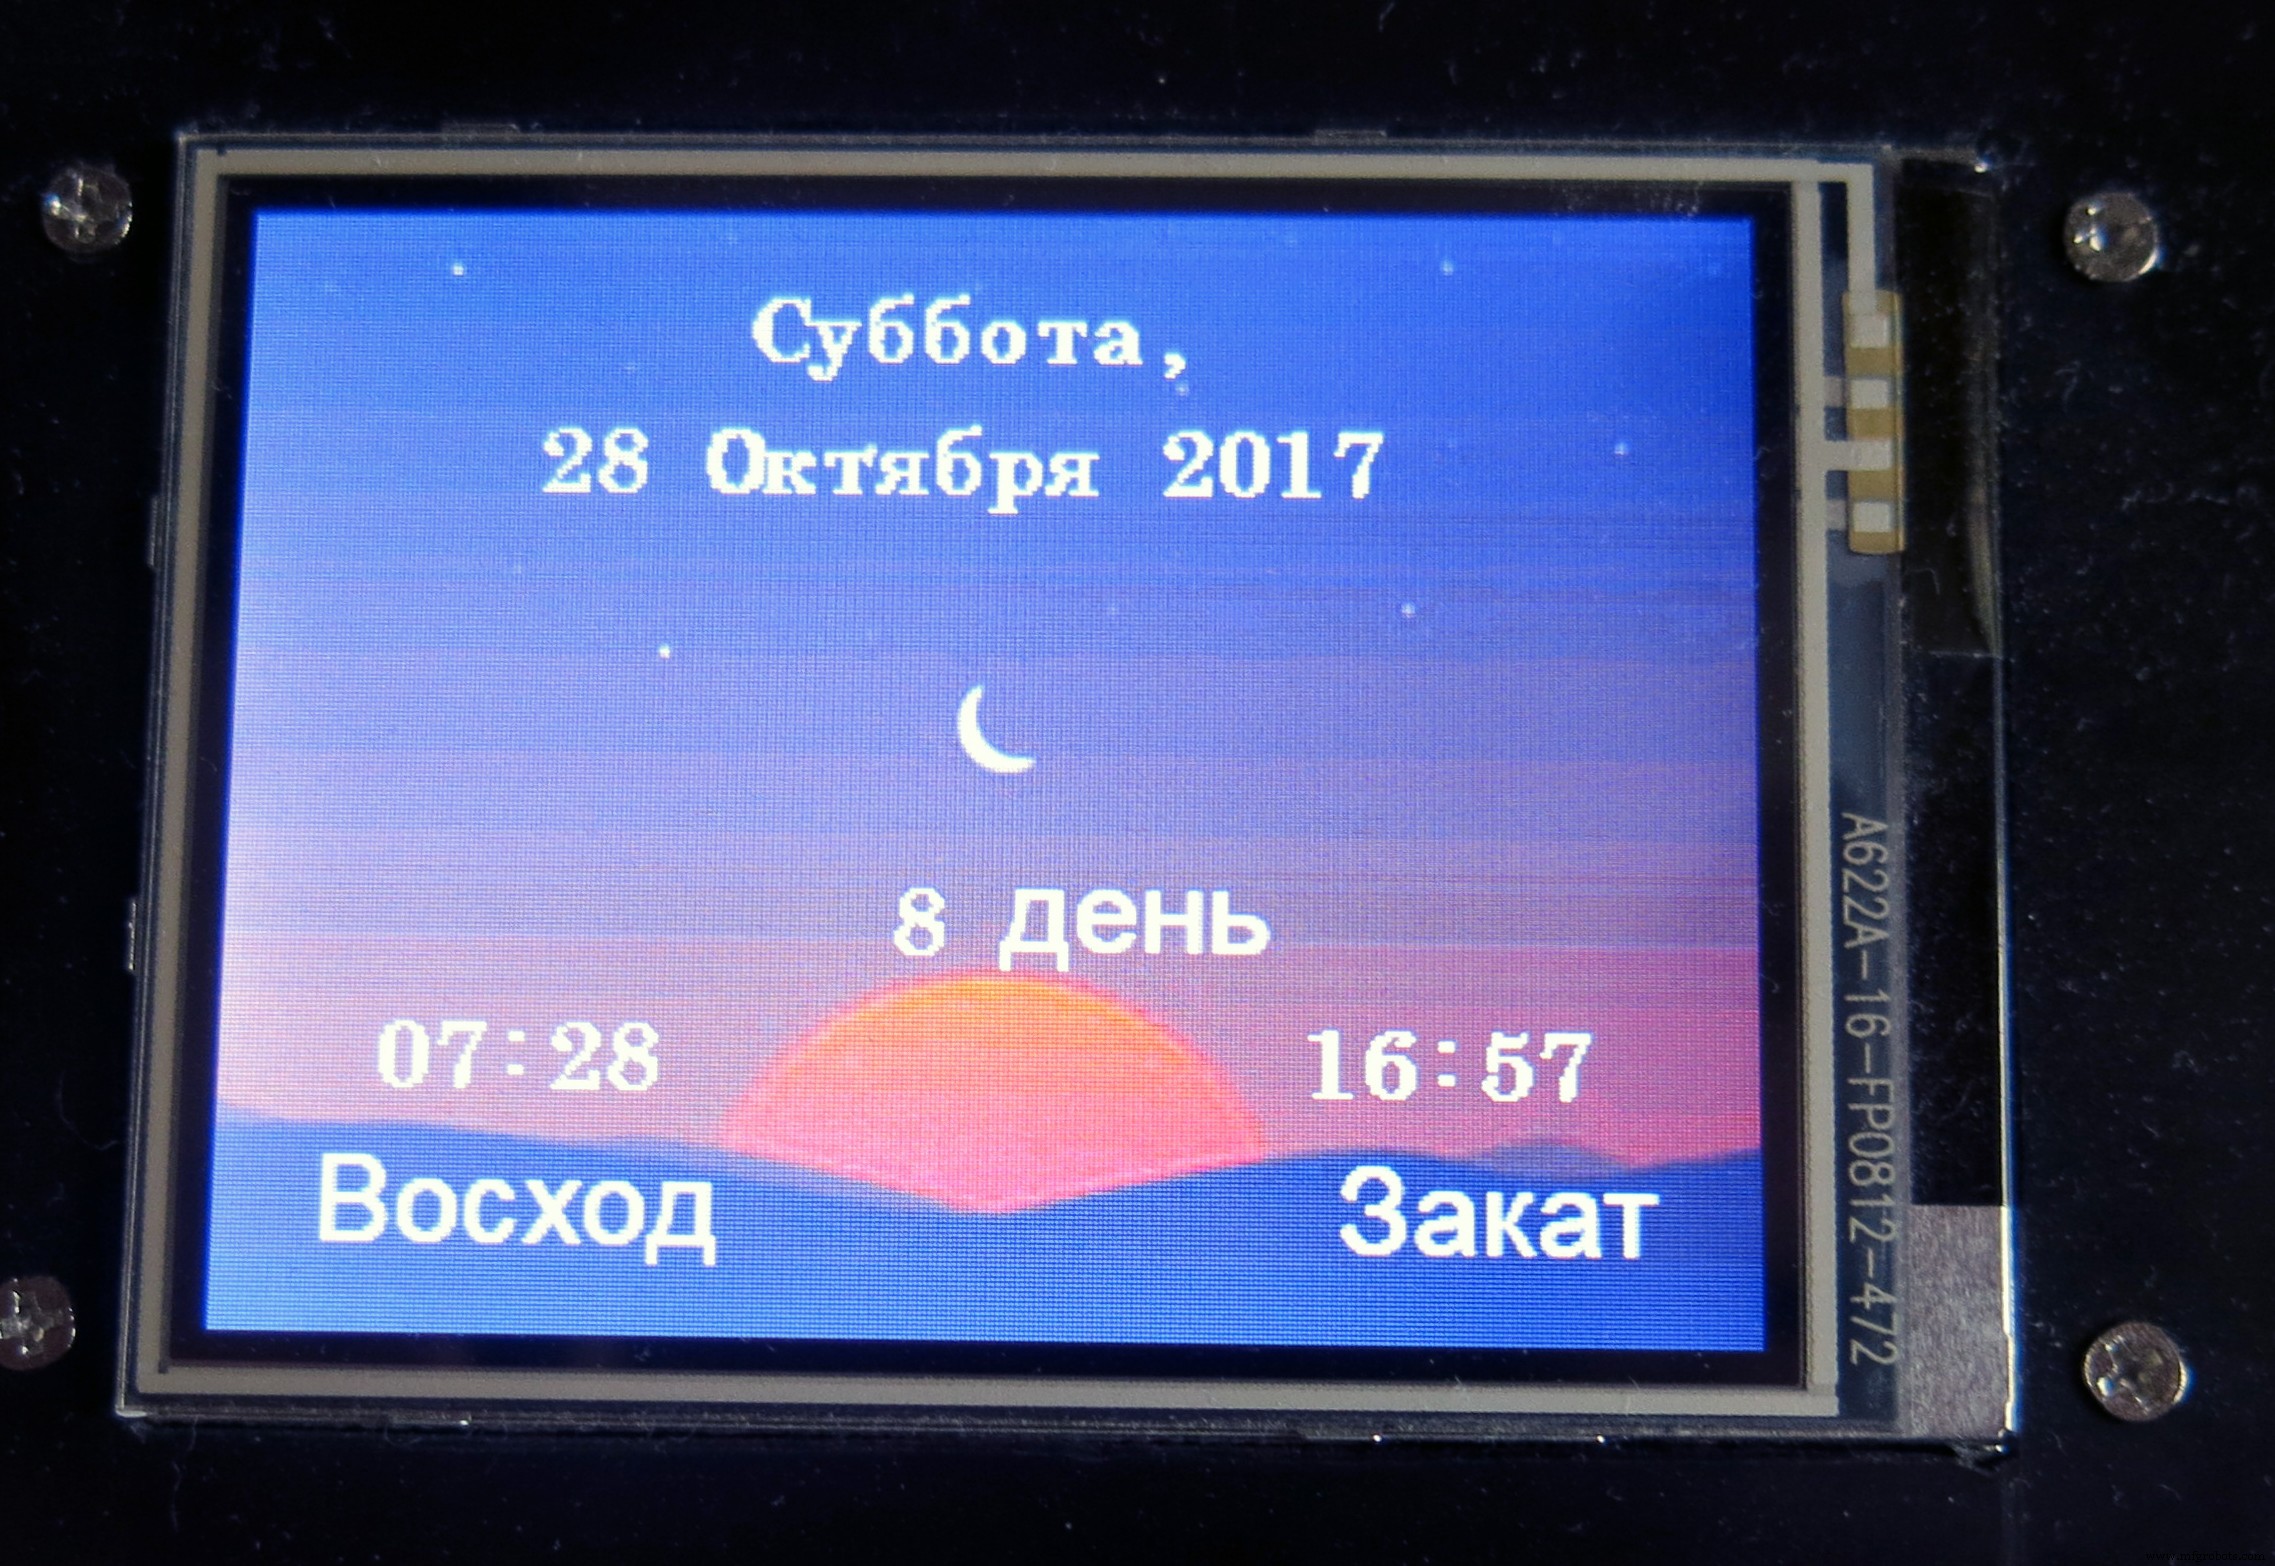 Суббота,
28 Октября 2017
8 день
07:28 16:57
Восход Закат
A622A-16-FP0812-472